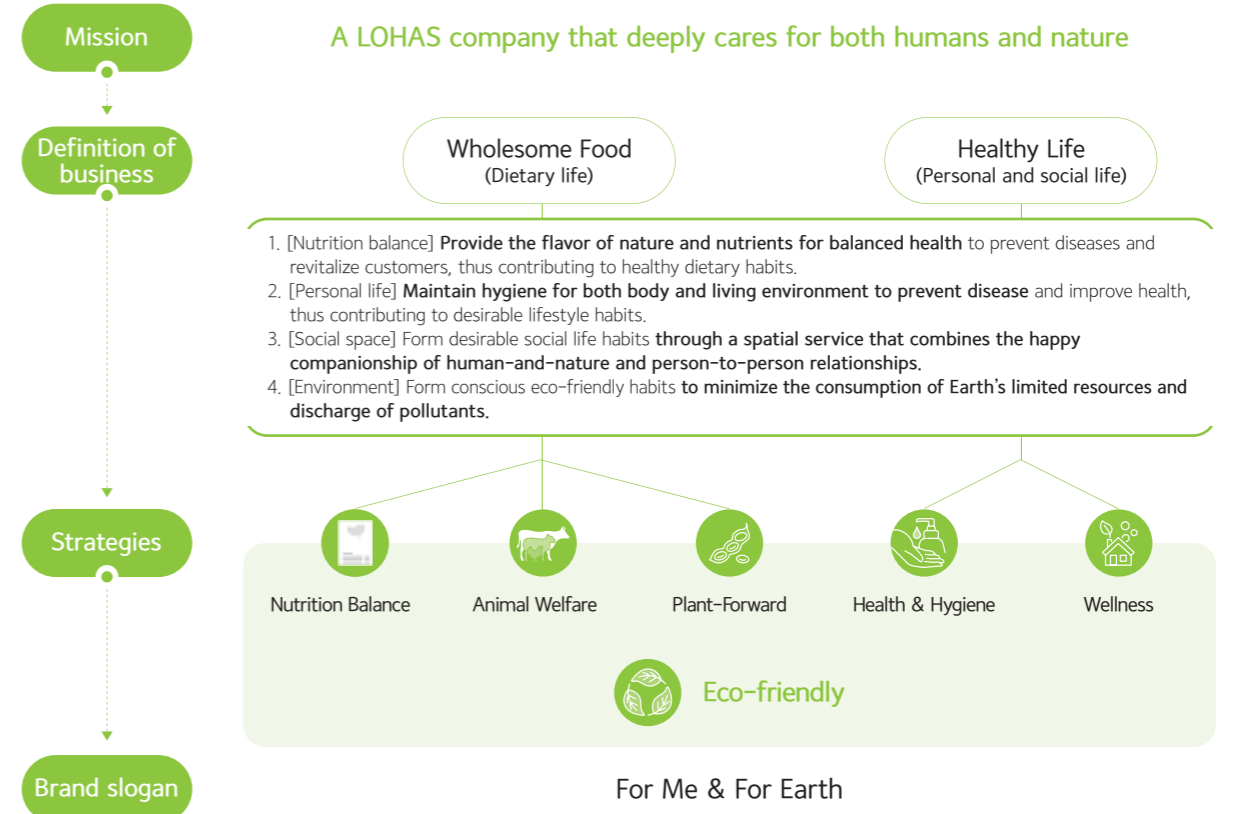 Mission
A LOHAS company that deeply cares for both humans and nature
Definition of
business
Wholesome Food
(Dietary life)
Healthy Life
(Personal and social life)
1. [Nutrition balance] Provide the flavor of nature and nutrients for balanced health to prevent diseases and
revitalize customers, thus contributing to healthy dietary habits.
2. [Personal life] Maintain hygiene for both body and living environment to prevent disease and improve health,
thus contributing to desirable lifestyle habits.
3. [Social space] Form desirable social life habits through a spatial service that combines the happy
companionship of human-and-nature and person-to-person relationships.
4. [Environment] Form conscious eco-friendly habits to minimize the consumption of Earth's limited resources and
discharge of pollutants.
Strategies
Nutrition Balance
Animal Welfare
Plant-Forward
Health & Hygiene
Wellness
Eco-friendly
Brand slogan
For Me & For Earth